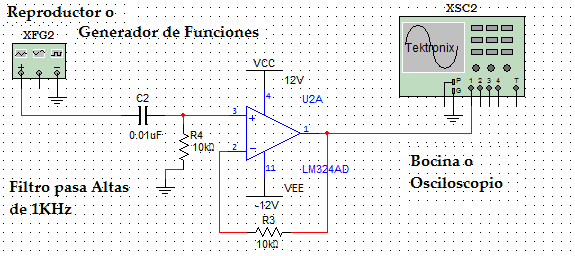 Reproductor o
Generador de Funciones
XFG2
XSC2
Tektronix
P
G
1 2 3 4 T
VCC
12V
4
U2A
C2
0.01uF
3
R4
10kΩ
1
2
11
LM324AD
VEE
-12V
R3
10kΩ
Filtro pasa Altas
de 1KHz
Bocina o
Osciloscopio